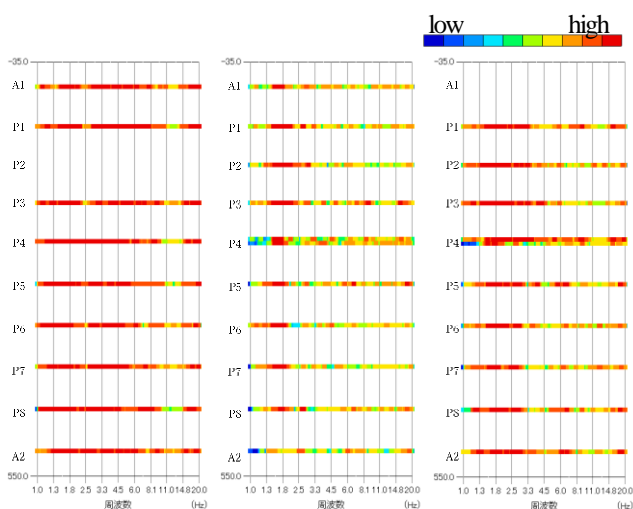 low high
-35.0 -35.0 -35.0
A1 A1 A1
P1 P1 P1
P2 P2 P2
P3 P3 P3
P4 P4 P4
P5 P5 P5
P6 P6 P6
P7 P7 P7
P8 P8 P8
A2 A2 A2
550.0 550.0 550.0
1.0 1.3 1.8 2.5 3.3 4.5 6.0 8.1 11.0 14.8 20.0 1.0 1.3 1.8 2.5 3.3 4.5 6.0 8.1 11.0 14.8 20.0 1.0 1.3 1.8 2.5 3.3 4.5 6.0 8.1 11.0 14.8 20.0
周波数 (Hz) 周波数 (Hz) 周波数 (Hz)